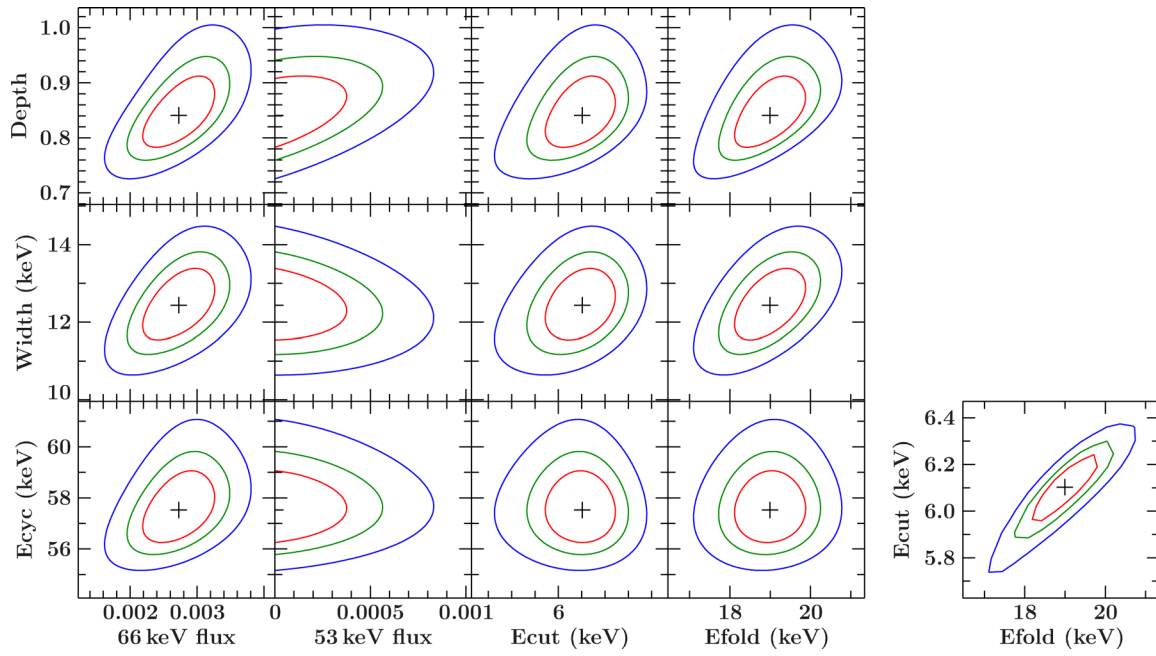 1.0
0.9
0.8
0.7
Depth
14
12
10
Width (keV)
60
58
56
Ecyc (keV)
0.002 0.003
66 keV flux
0 0.0005 0.001
53 keV flux
6
Ecut (keV)
18 20
Efold (keV)
6.4
6.2
6.0
5.8
Ecut (keV)
18 20
Efold (keV)